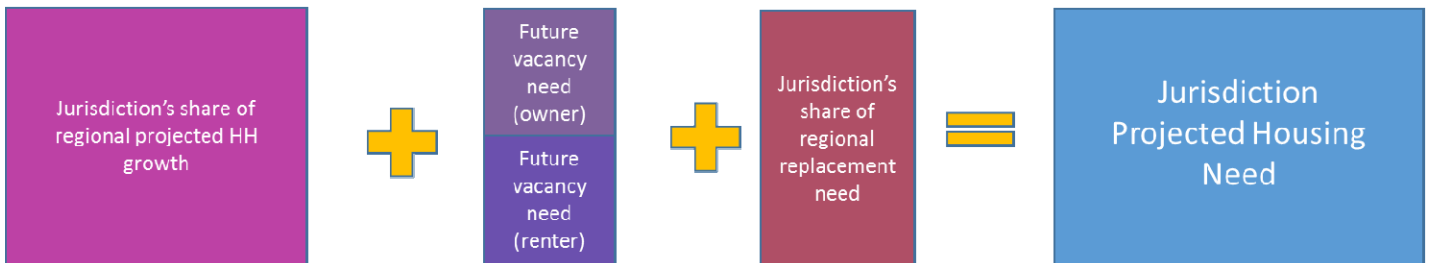 Jurisdiction’s share of
regional projected HH
growth
Future
vacancy
need
(owner)
Future
vacancy
need
(renter)
Jurisdiction’s
share of
regional
replacement
need
Jurisdiction
Projected Housing
Need